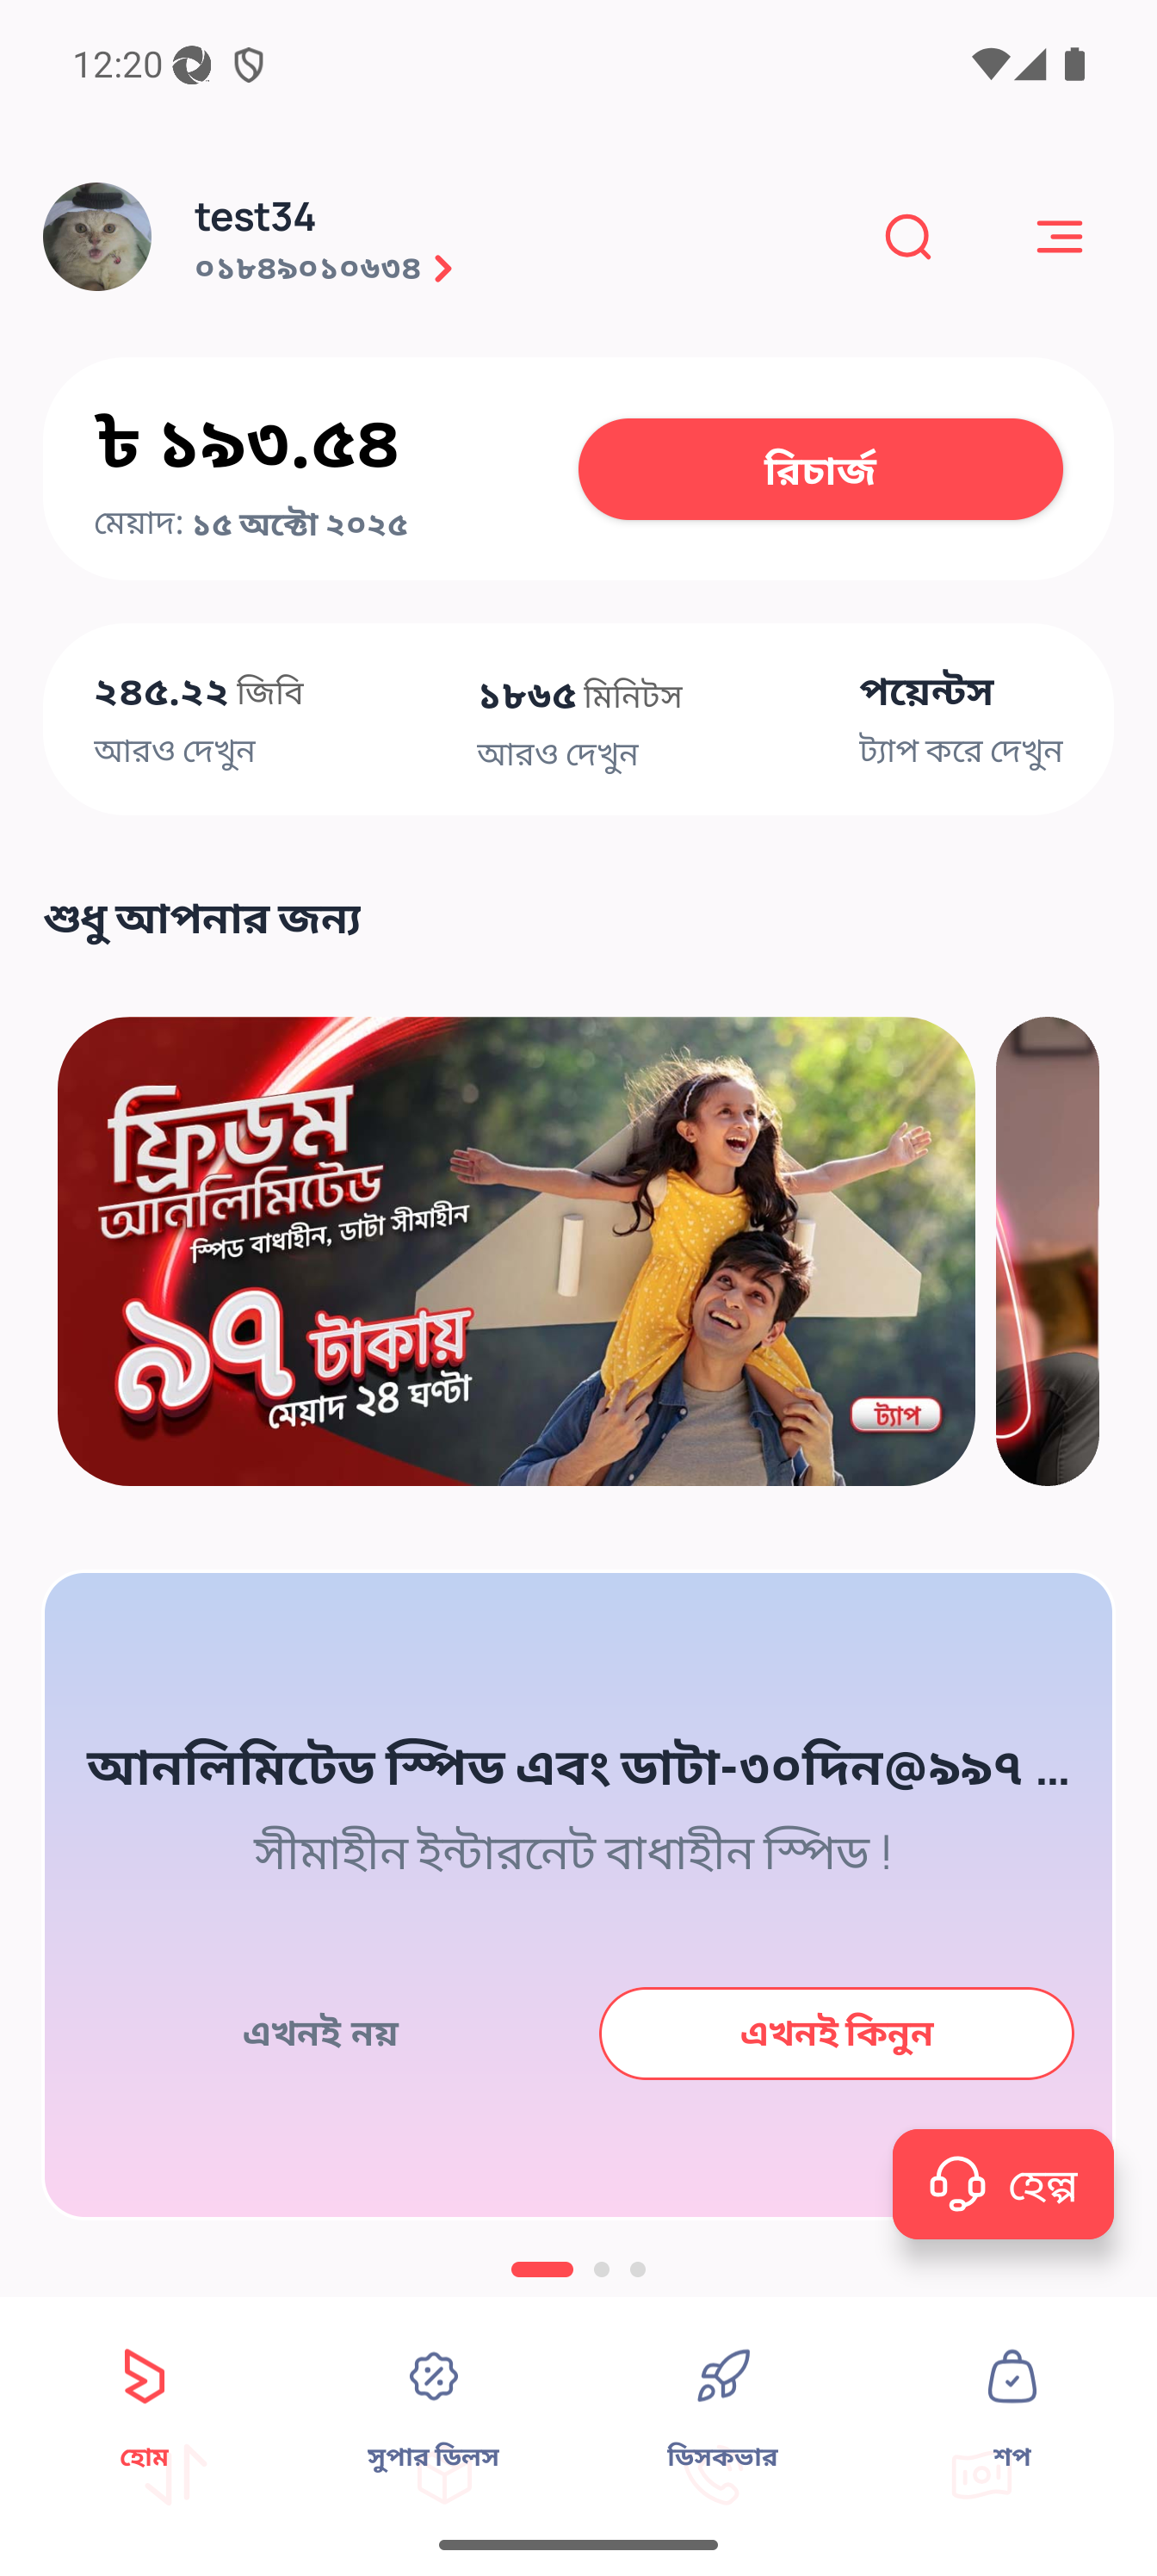 12:20
test34
০১৮৪৯০১০৬৩৪
৳ ১৯৩.৫৪
রিচার্জ
মেয়াদ: ১৫ অক্টো ২০২৫
২৪৫.২২ জিবি
১৮৬৫ মিনিটস
পয়েন্টস
আরও দেখুন
আরও দেখুন
ট্যাপ করে দেখুন
শুধু আপনার জন্য
ফ্রিডম
আনলিমিটেড
স্পিড বাধাহীন, ডাটা সীমাহীন
৯৭ টাকায়
মেয়াদ ২৪ ঘণ্টা
ট্যাপ
আনলিমিটেড স্পিড এবং ডাটা-৩০দিন@৯৯৭ ...
সীমাহীন ইন্টারনেট বাধাহীন স্পিড !
এখনই নয়
এখনই কিনুন
হেল্প
হোম
সুপার ডিলস
ডিসকভার
শপ